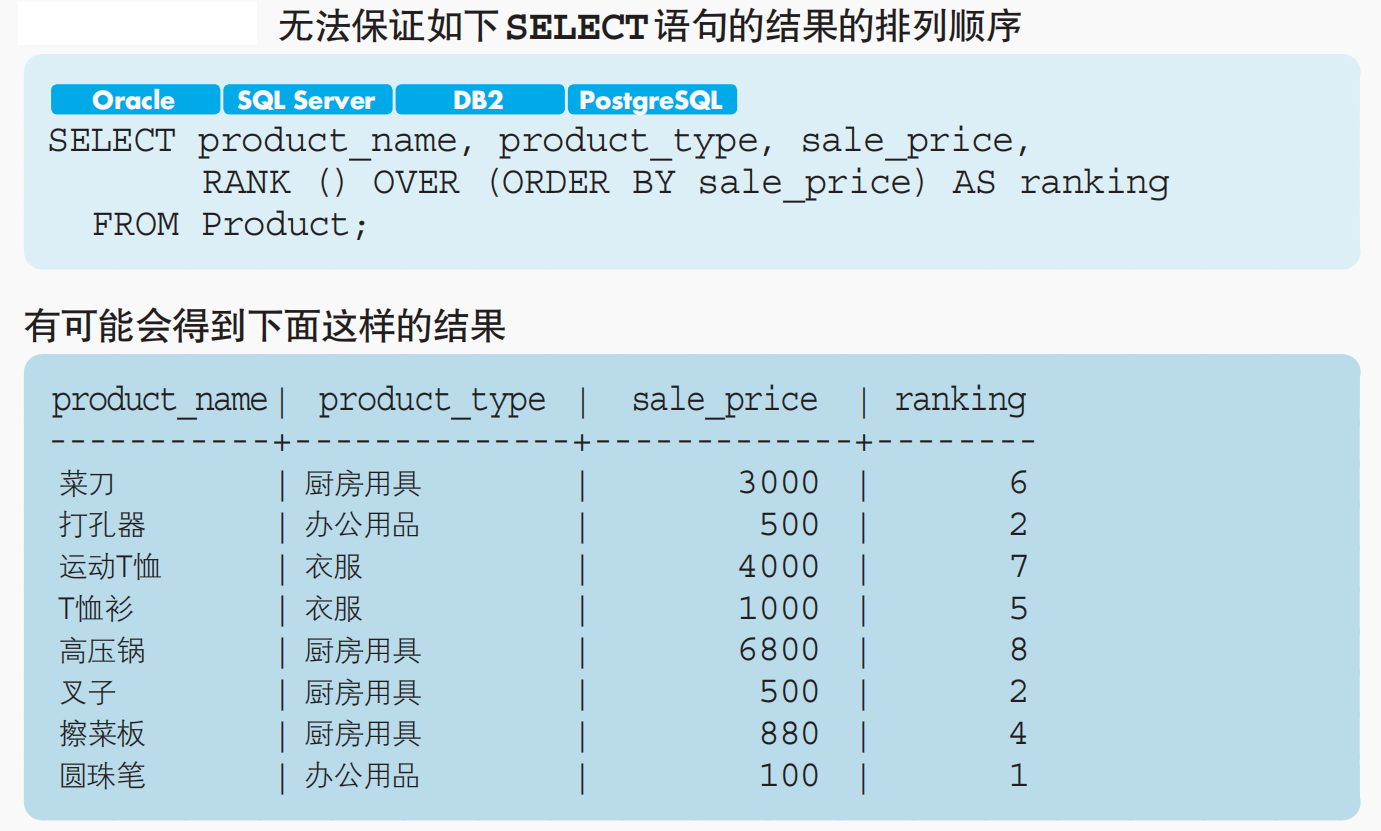 无法保证如下SELECT语句的结果的排列顺序
Oracle SQL Server DB2 PostgreSQL
SELECT product_name, product_type, sale_price,
RANK () OVER (ORDER BY sale_price) AS ranking
FROM Product;
有可能会得到下面这样的结果
product_name| product_type | sale_price | ranking
-----------+--------------+-------------+--------
菜刀 | 厨房用具 | 3000 | 6
打孔器 | 办公用品 | 500 | 2
运动T恤 | 衣服 | 4000 | 7
T恤衫 | 衣服 | 1000 | 5
高压锅 | 厨房用具 | 6800 | 8
叉子 | 厨房用具 | 500 | 2
擦菜板 | 厨房用具 | 880 | 4
圆珠笔 | 办公用品 | 100 | 1